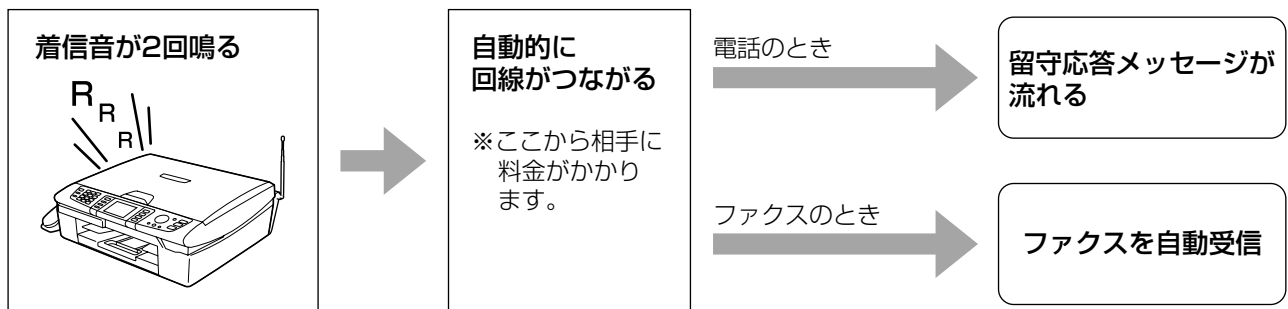 着信音が2回鳴る
R
R
R
自動的に
回線がつながる
※ここから相手に
料金がかかり
ます。
電話のとき
留守応答メッセージが
流れる
ファクスのとき
ファクスを自動受信